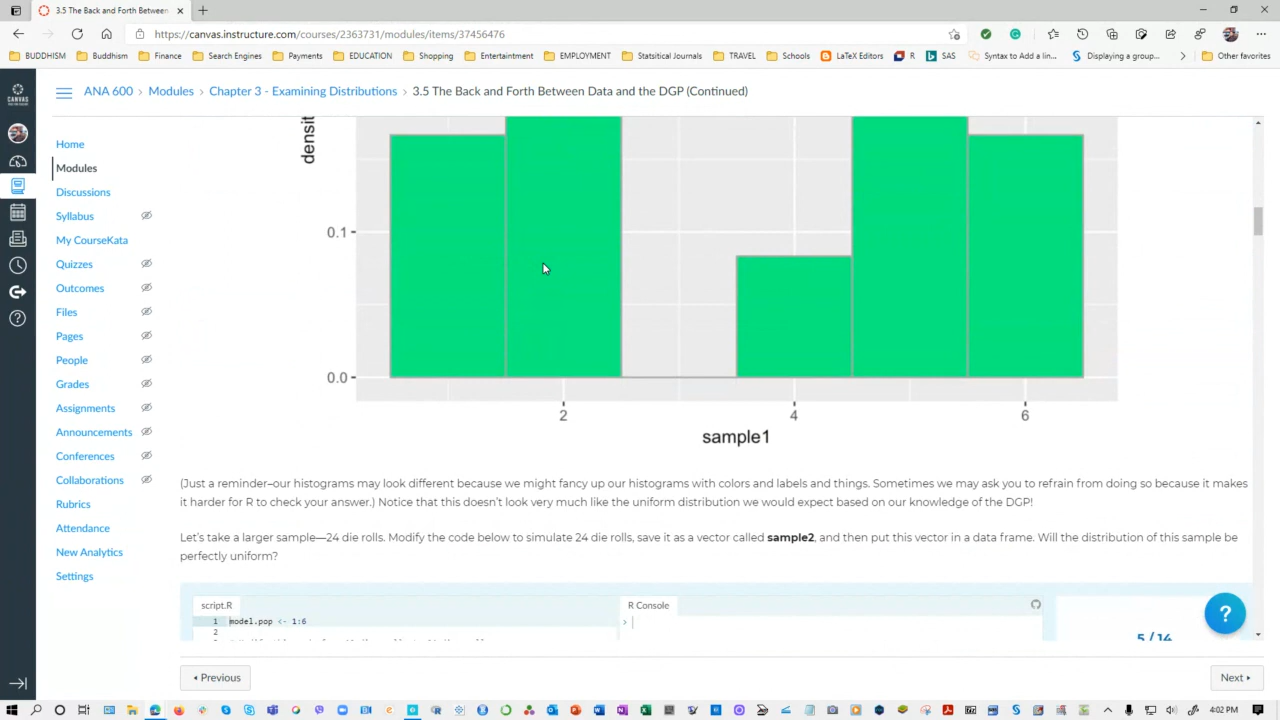 3.5 The Back and Forth Between
https://canvas.instructure.com/courses/2363731/modules/items/37456476
BUDDHISM Buddhism Finance Search Engines Payments EDUCATION Shopping Entertaintment EMPLOYMENT Statsitical Journals TRAVEL Schools LaTeX Editors R SAS Syntax to Add a lin... Displaying a group... Other favorites
CANVAS
ANA 600 › Modules › Chapter 3 - Examining Distributions › 3.5 The Back and Forth Between Data and the DGP (Continued)
Home
Modules
Discussions
Syllabus
My CourseKata
Quizzes
Outcomes
Files
Pages
People
Grades
Assignments
Announcements
Conferences
Collaborations
Rubrics
Attendance
New Analytics
Settings
densit
0.1
0.0
2 4 6
sample1
(Just a reminder–our histograms may look different because we might fancy up our histograms with colors and labels and things. Sometimes we may ask you to refrain from doing so because it makes
it harder for R to check your answer.) Notice that this doesn't look very much like the uniform distribution we would expect based on our knowledge of the DGP!
Let's take a larger sample—24 die rolls. Modify the code below to simulate 24 die rolls, save it as a vector called sample2, and then put this vector in a data frame. Will the distribution of this sample be
perfectly uniform?
script.R R Console
1 model.pop <- 1:6 >
2
5 / 14
?
Previous Next
4:02 PM